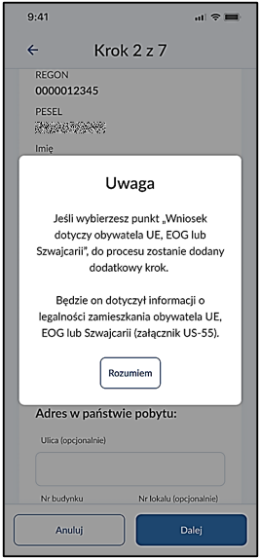 9:41
Krok 2 z 7
REGON
0000012345
PESEL
Imię
Uwaga
Jeśli wybierzesz punkt „Wniosek
dotyczy obywatela UE, EOG lub
Szwajcarii”, do procesu zostanie dodany
dodatkowy krok.
Będzie on dotyczył informacji o
legalności zamieszkania obywatela UE,
EOG lub Szwajcarii (załącznik US-55).
Rozumiem
Adres w państwie pobytu:
Ulica (opcjonalnie)
Nr budynku Nr lokalu (opcjonalnie)
Anuluj Dalej